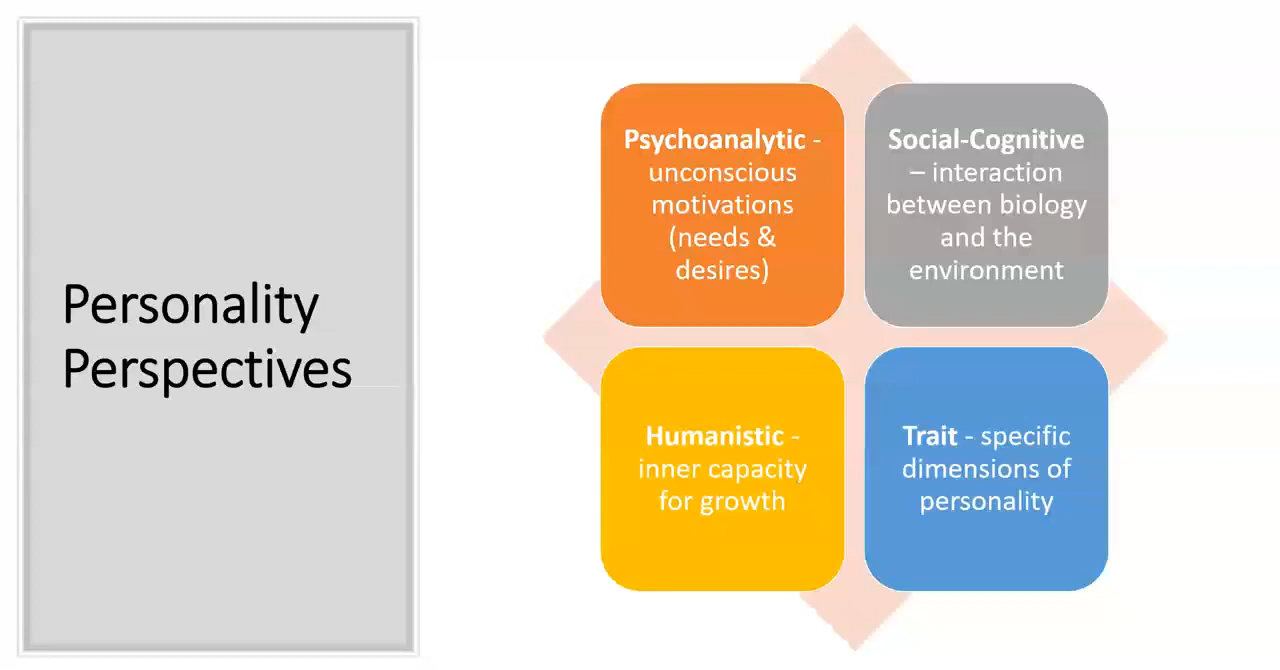 Personality
Perspectives
Psychoanalytic -
unconscious
motivations
(needs &
desires)
Social-Cognitive
– interaction
between biology
and the
environment
Humanistic -
inner capacity
for growth
Trait - specific
dimensions of
personality